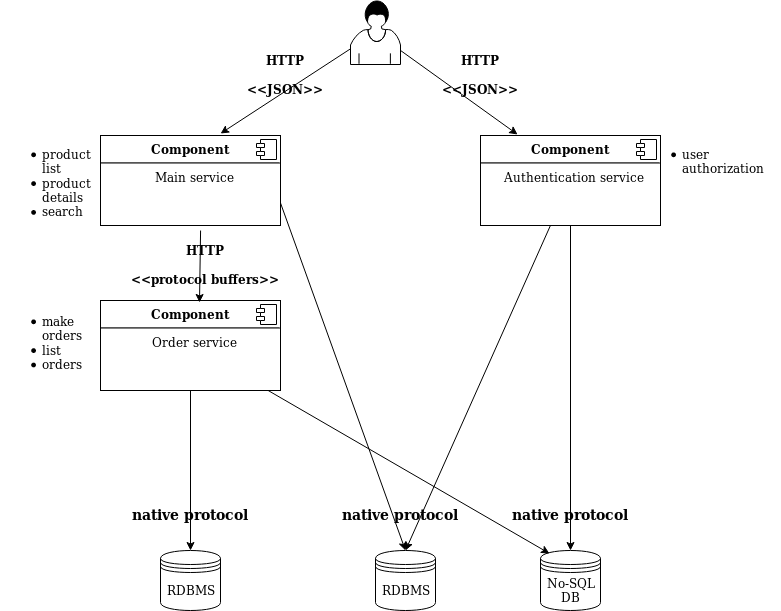 HTTP
<<JSON>>
HTTP
<<JSON>>
Component
Main service
• product
list
• product
details
• search
Component
Authentication service
• user
authorization
HTTP
<<protocol buffers>>
Component
Order service
• make
orders
• list
• orders
native protocol
native protocol
native protocol
RDBMS
RDBMS
No-SQL
DB